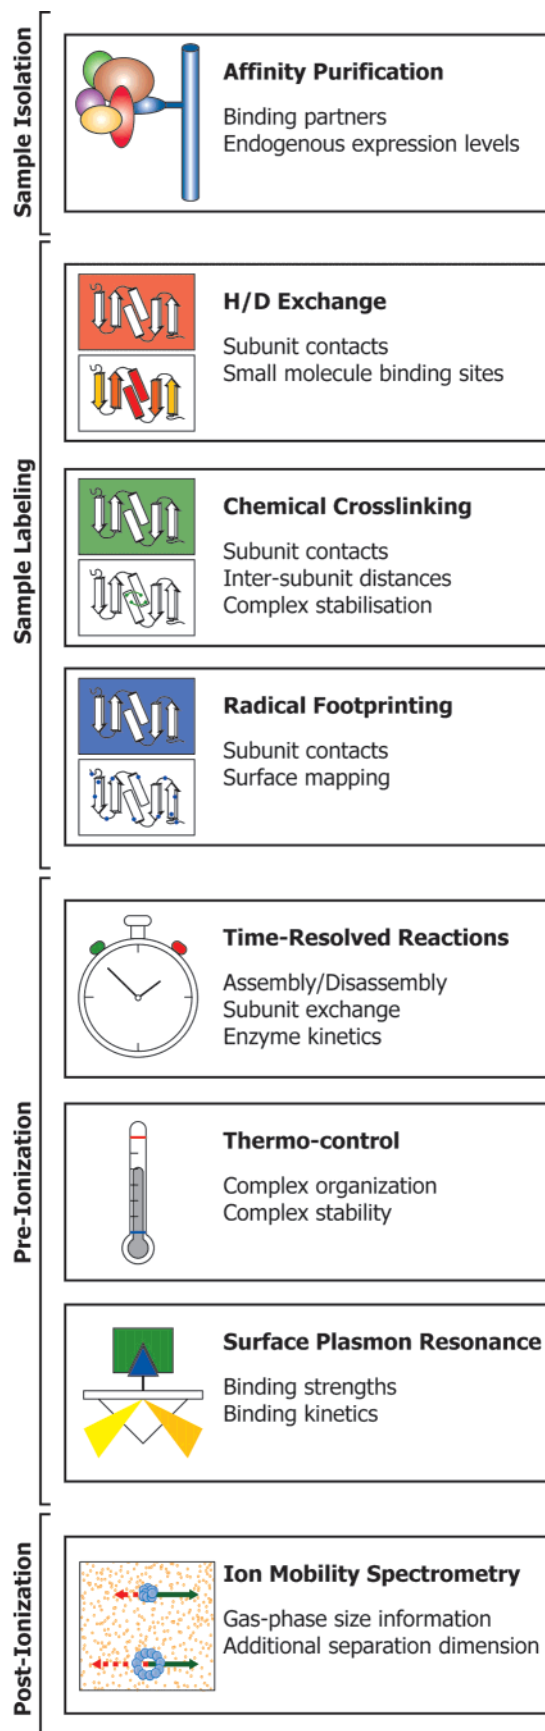 Sample Isolation
Affinity Purification
Binding partners
Endogenous expression levels
Sample Labeling
H/D Exchange
Subunit contacts
Small molecule binding sites
Chemical Crosslinking
Subunit contacts
Inter-subunit distances
Complex stabilisation
Radical Footprinting
Subunit contacts
Surface mapping
Pre-Ionization
Time-Resolved Reactions
Assembly/Disassembly
Subunit exchange
Enzyme kinetics
Thermo-control
Complex organization
Complex stability
Surface Plasmon Resonance
Binding strengths
Binding kinetics
Post-Ionization
Ion Mobility Spectrometry
Gas-phase size information
Additional separation dimension